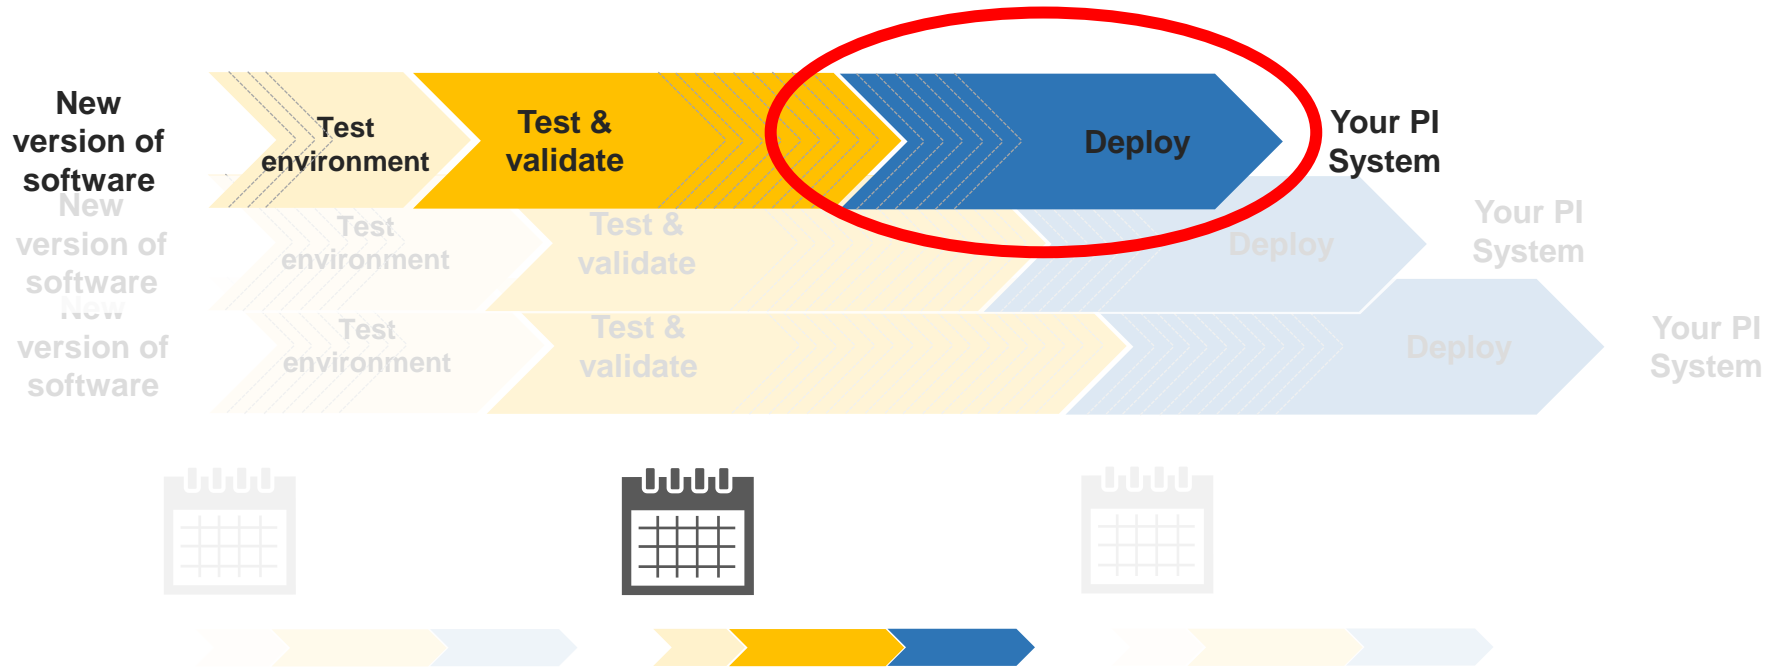 New
version of
software
Test
environment
Test &
validate
Deploy
Your PI
System
New
version of
software
Test
environment
Test &
validate
Deploy
Your PI
System
New
version of
software
Test
environment
Test &
validate
Deploy
Your PI
System